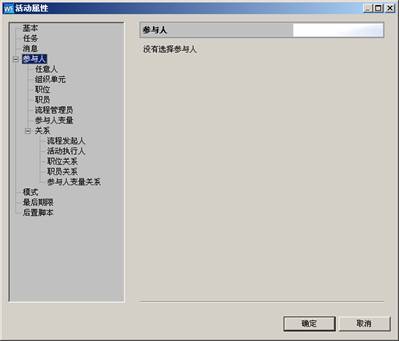 活动属性
基本
任务
消息
参与人
任意人
组织单元
职位
职员
流程管理员
参与人变量
关系
流程发起人
活动执行人
职位关系
职员关系
参与人变量关系
模式
最后期限
后置脚本
参与人
没有选择参与人
确定
取消